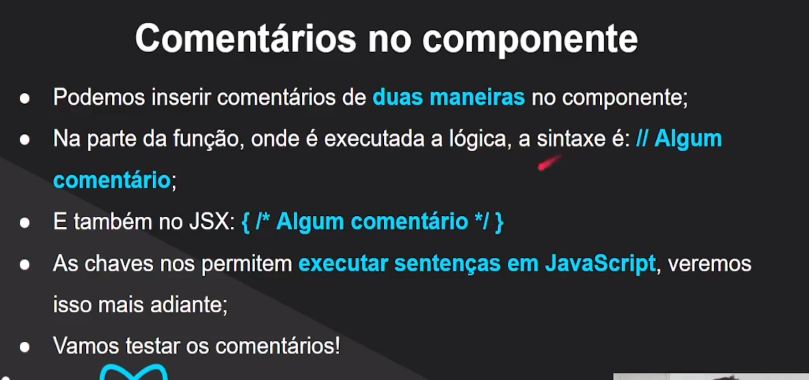 Comentários no componente
● Podemos inserir comentários de duas maneiras no componente;
● Na parte da função, onde é executada a lógica, a sintaxe é: // Algum
comentário;
● E também no JSX: { /* Algum comentário */ }
● As chaves nos permitem executar sentenças em JavaScript, veremos
isso mais adiante;
● Vamos testar os comentários!